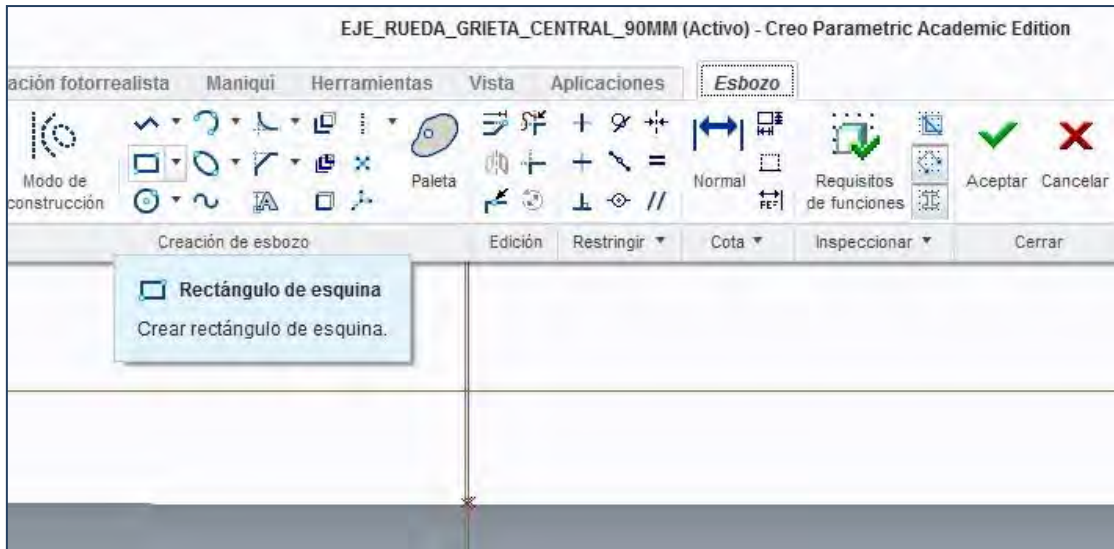 EJE_RUEDA_GRIETA_CENTRAL_90MM (Activo) - Creo Parametric Academic Edition
ación fotorrealista Maniquí Herramientas Vista Aplicaciones Esbozo
Modo de
construcción
Paleta
Normal
Requisitos
de funciones
Aceptar Cancelar
Creación de esbozo Edición Restringir Cota Inspeccionar Cerrar
Rectángulo de esquina
Crear rectángulo de esquina.